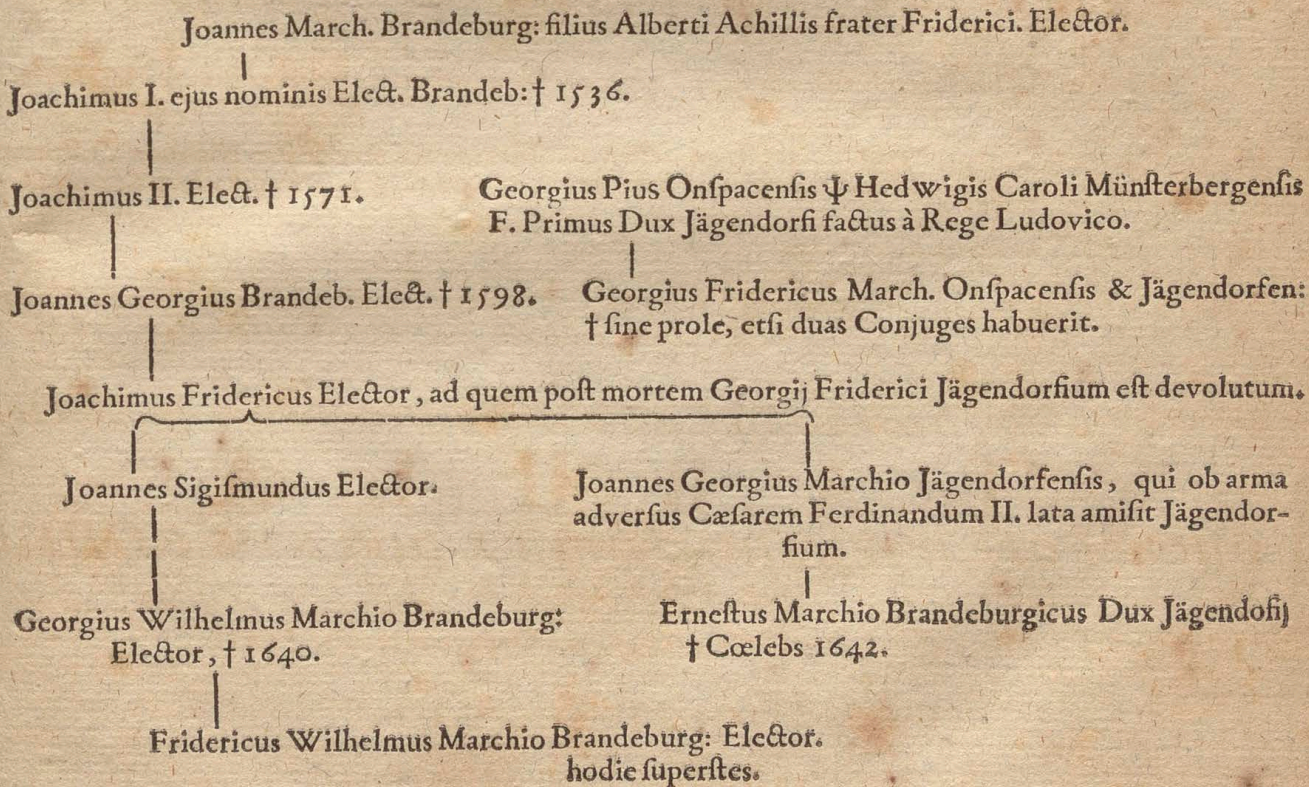 Joannes March. Brandeburg: filius Alberti Achillis frater Friderici. Elector.
Joachimus I. ejus nominis Elect. Brandeb: † 1536.
Joachimus II. Elect. † 1571.
Georgius Pius Onſpacenſis Ψ Hedwigis Caroli Münſterbergenſis
F. Primus Dux Jägendorfi factus à Rege Ludovico.
Joannes Georgius Brandeb. Elect. † 1598.
Georgius Fridericus March. Onſpacenſis & Jägendorfen:
† ſine prole, etſi duas Conjuges habuerit.
Joachimus Fridericus Elector, ad quem poſt mortem Georgij Friderici Jägendorfium eſt devolutum.
Joannes Sigiſmundus Elector.
Joannes Georgius Marchio Jägendorfenſis, qui ob arma
adverſus Cæſarem Ferdinandum II. lata amiſit Jägendor-
fium.
Georgius Wilhelmus Marchio Brandeburg:
Elector, † 1640.
Erneſtus Marchio Brandeburgicus Dux Jägendofij
† Cœlebs 1642.
Fridericus Wilhelmus Marchio Brandeburg: Elector.
hodie ſuperſtes.